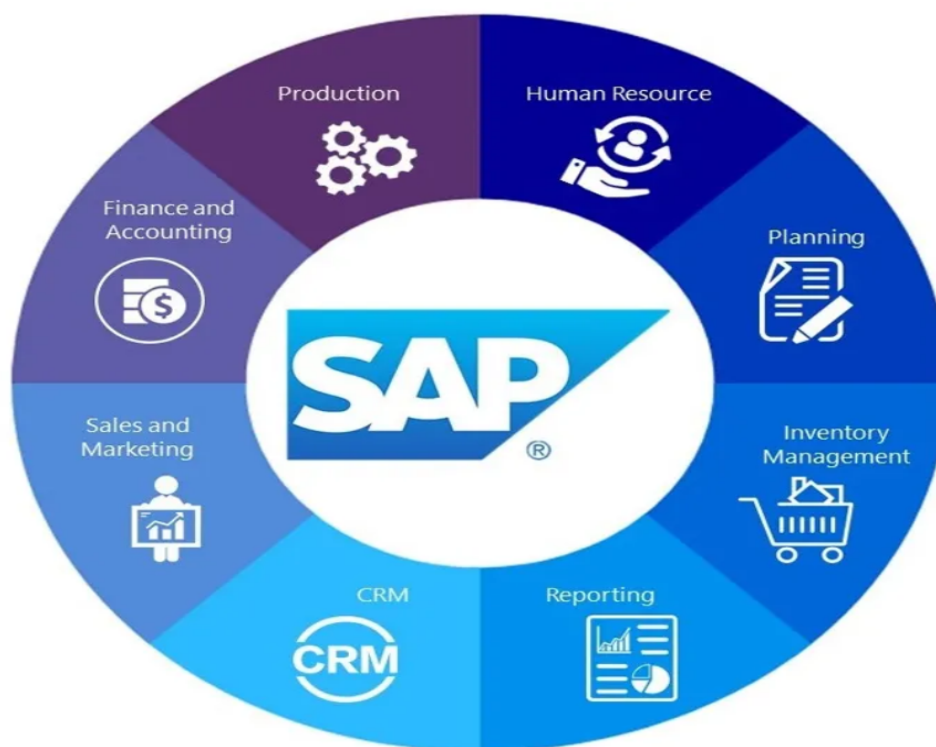 Production
Human Resource
Finance and
Accounting
Planning
SAP
®
Sales and
Marketing
Inventory
Management
CRM
CRM
Reporting
$